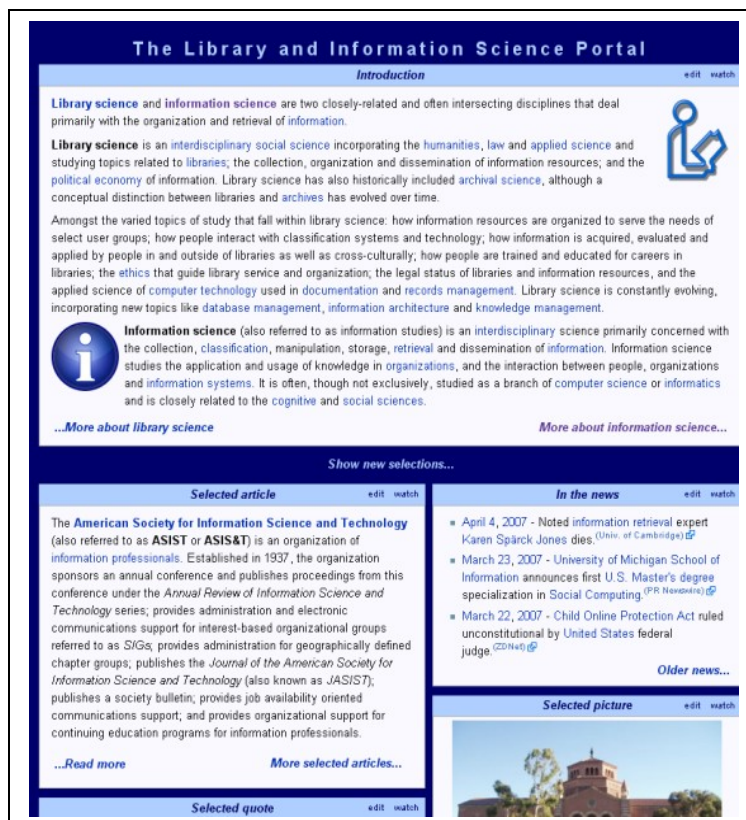 The Library and Information Science Portal
Introduction
edit watch
Library science and information science are two closely-related and often intersecting disciplines that deal
primarily with the organization and retrieval of information.
Library science is an interdisciplinary social science incorporating the humanities, law and applied science and
studying topics related to libraries; the collection, organization and dissemination of information resources; and the
political economy of information. Library science has also historically included archival science, although a
conceptual distinction between libraries and archives has evolved over time.
Amongst the varied topics of study that fall within library science: how information resources are organized to serve the needs of
select user groups; how people interact with classification systems and technology; how information is acquired, evaluated and
applied by people in and outside of libraries as well as cross-culturally; how people are trained and educated for careers in
libraries; the ethics that guide library service and organization; the legal status of libraries and information resources, and the
applied science of computer technology used in documentation and records management. Library science is constantly evolving,
incorporating new topics like database management, information architecture and knowledge management.
i
Information science (also referred to as information studies) is an interdisciplinary science primarily concerned with
the collection, classification, manipulation, storage, retrieval and dissemination of information. Information science
studies the application and usage of knowledge in organizations, and the interaction between people, organizations
and information systems. It is often, though not exclusively, studied as a branch of computer science or informatics
and is closely related to the cognitive and social sciences.
...More about library science
More about information science...
Show new selections...
Selected article
edit watch
The American Society for Information Science and Technology
(also referred to as ASIST or ASIS&T) is an organization of
information professionals. Established in 1937, the organization
sponsors an annual conference and publishes proceedings from this
conference under the Annual Review of Information Science and
Technology series; provides administration and electronic
communications support for interest-based organizational groups
referred to as SIGs; provides administration for geographically defined
chapter groups; publishes the Journal of the American Society for
Information Science and Technology (also known as JASIST);
publishes a society bulletin; provides job availability oriented
communications support; and provides organizational support for
continuing education programs for information professionals.
...Read more
More selected articles...
Selected quote
edit watch
In the news
edit watch
April 4, 2007 - Noted information retrieval expert
Karen Spärck Jones dies.(Univ. of Cambridge)
March 23, 2007 - University of Michigan School of
Information announces first U.S. Master's degree
specialization in Social Computing.(PR Newswire)
March 22, 2007 - Child Online Protection Act ruled
unconstitutional by United States federal
judge.(ZDNet)
Older news...
Selected picture
edit watch